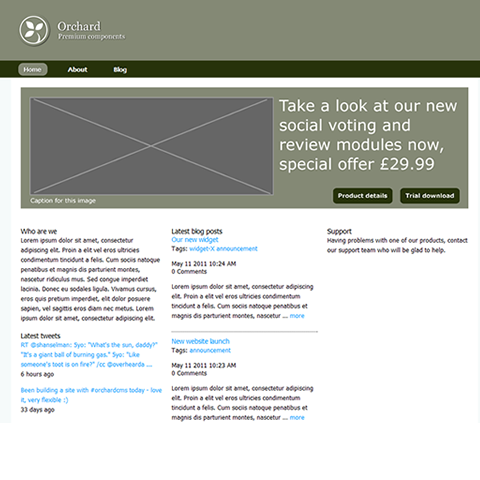 Orchard
Premium components
Home About Blog
Take a look at our new
social voting and
review modules now,
special offer £29.99
Caption for this image
Product details Trial download
Who are we
Lorem ipsum dolor sit amet, consectetur
adipiscing elit. Proin a elit vel eros ultricies
condimentum tincidunt a felis. Cum sociis natoque
penatibus et magnis dis parturient montes,
nascetur ridiculus mus. Sed congue imperdiet
lacinia. Donec eu sodales ligula. Vivamus cursus,
eros quis pretium imperdiet, elit dolor posuere
sapien, vel sagittis eros diam nec metus. Lorem
ipsum dolor sit amet, consectetur adipiscing elit.
Latest tweets
RT @shanselman: 5yo: "What's the sun, daddy?"
"It's a giant ball of burning gas." 5yo: "Like
someone's toot is on fire?" /cc @overhearda ...
6 hours ago
Been building a site with #orchardcms today - love
it, very flexible :)
33 days ago
Latest blog posts
Our new widget
Tags: widget-X announcement
May 11 2011 10:24 AM
0 Comments
Lorem ipsum dolor sit amet, consectetur adipiscing
elit. Proin a elit vel eros ultricies condimentum
tincidunt a felis. Cum sociis natoque penatibus et
magnis dis parturient montes, nascetur ... more
New website launch
Tags: announcement
May 11 2011 10:23 AM
0 Comments
Lorem ipsum dolor sit amet, consectetur adipiscing
elit. Proin a elit vel eros ultricies condimentum
tincidunt a felis. Cum sociis natoque penatibus et
magnis dis parturient montes, nascetur ... more
Support
Having problems with one of our products, contact
our support team who will be glad to help.